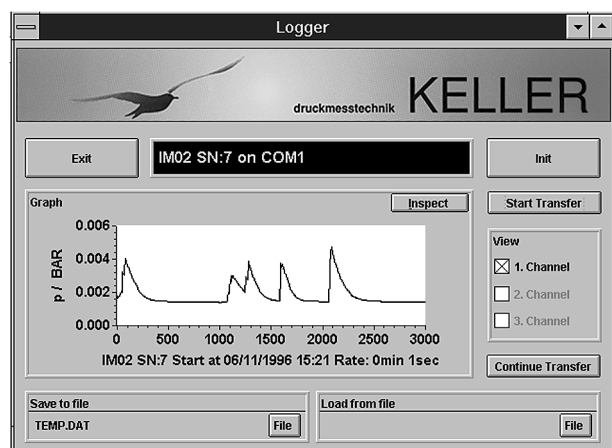 Logger
druckmesstechnik KELLER
Exit
IM02 SN:7 on COM1
Init
Graph
Inspect
Start Transfer
p / BAR
0.006
0.004
0.002
0.000
0 500 1000 1500 2000 2500 3000
IM02 SN:7 Start at 06/11/1996 15:21 Rate: 0min 1sec
View
1. Channel
2. Channel
3. Channel
Continue Transfer
Save to file
TEMP.DAT File
Load from file
File